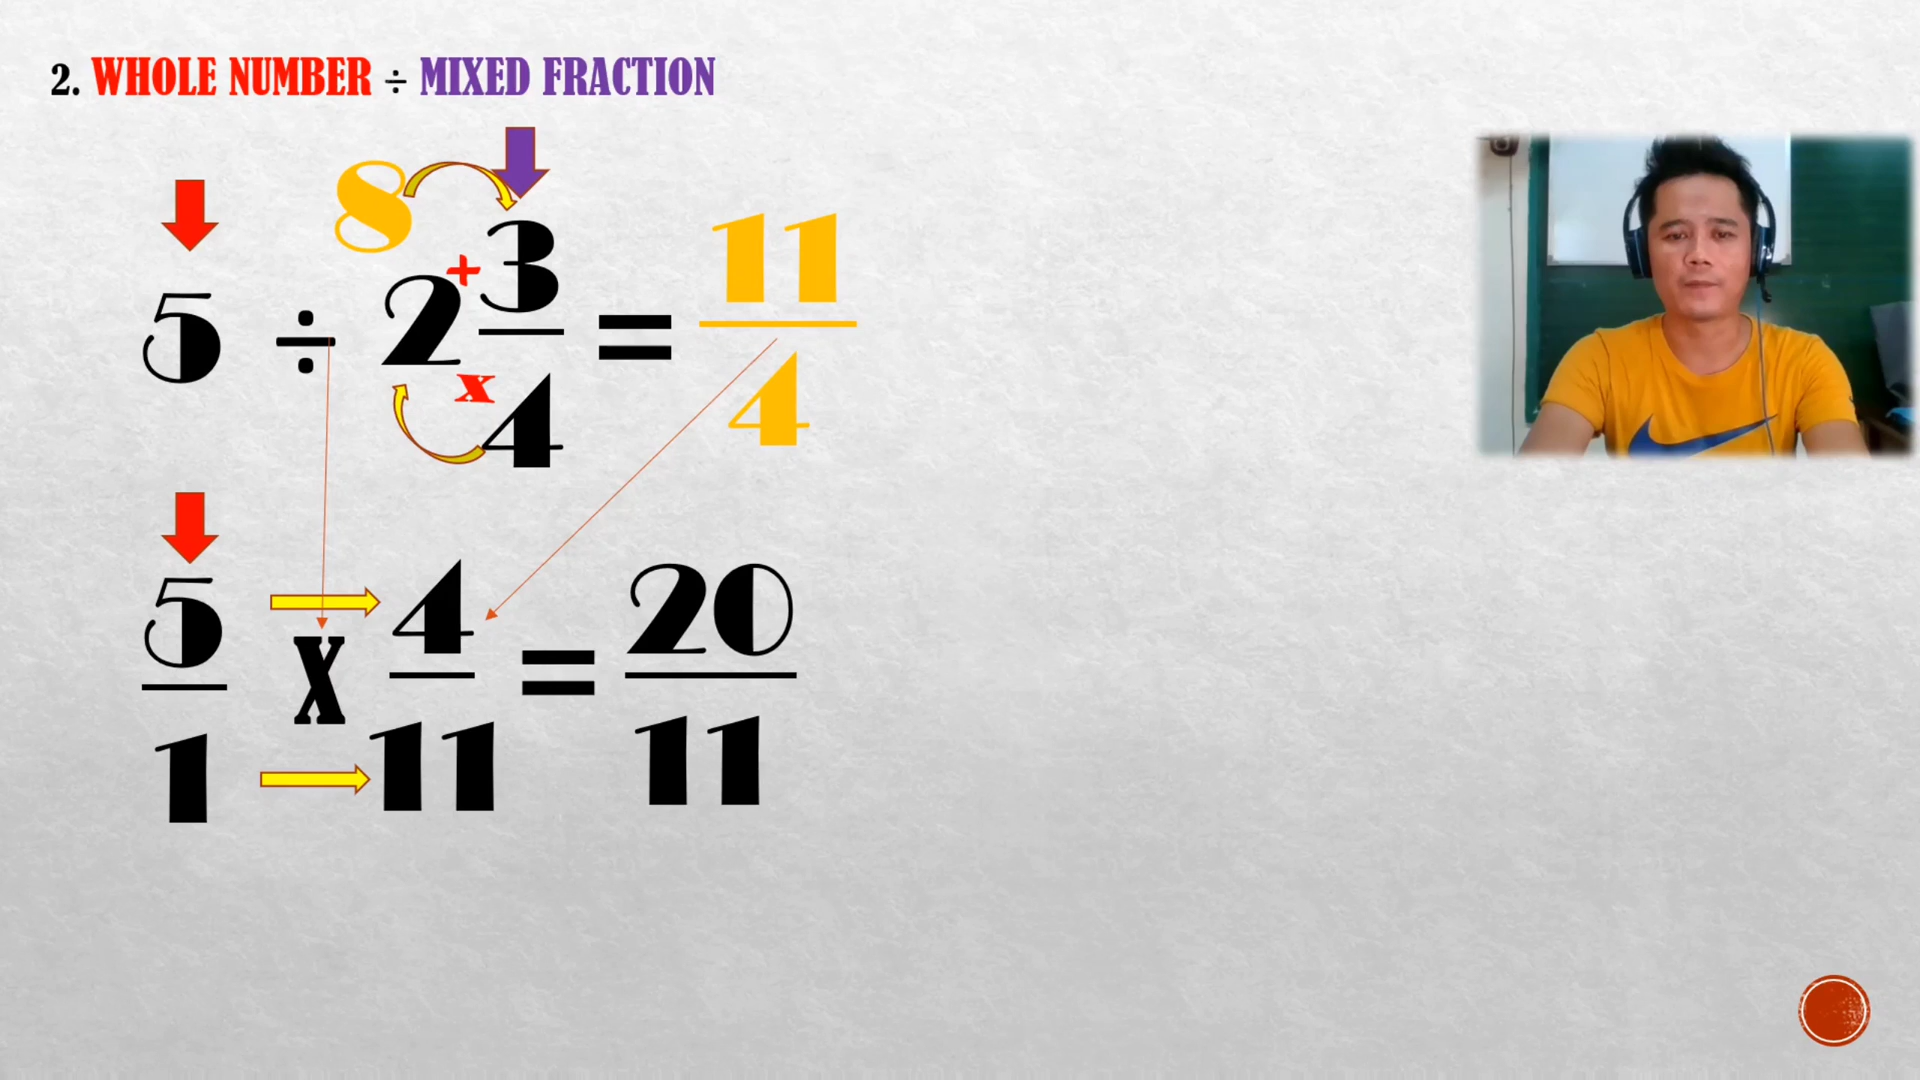 2. WHOLE NUMBER ÷ MIXED FRACTION
8
5 ÷ 2 + 3/4 x = 11/4
5/1 X 4/11 = 20/11